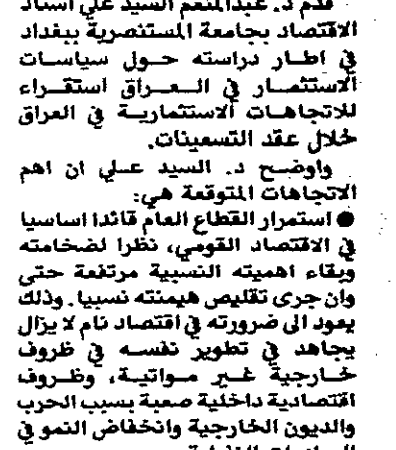 قدم د. عبدالمنعم السيد علي استاذ
الاقتصاد بجامعة المستنصرية ببغداد
في اطار دراسته حول سياسات
الاستثمار في العراق استقراء
للاتجاهات الاستثمارية في العراق
خلال عقد التسعينات.
واوضح د. السيد علي ان اهم
الاتجاهات المتوقعة هي:
● استمرار القطاع العام قائدا اساسيا
في الاقتصاد القومي، نظرا لضخامته
وبقاء اهميته النسبية مرتفعة حتى
وان جرى تقليص هيمنته نسبيا. وذلك
يعود الى ضرورته في اقتصاد نام لا يزال
يجاهد في تطوير نفسه في ظروف
خارجية غير مواتية، وظروف
اقتصادية داخلية صعبة بسبب الحرب
والديون الخارجية وانخفاض النمو في